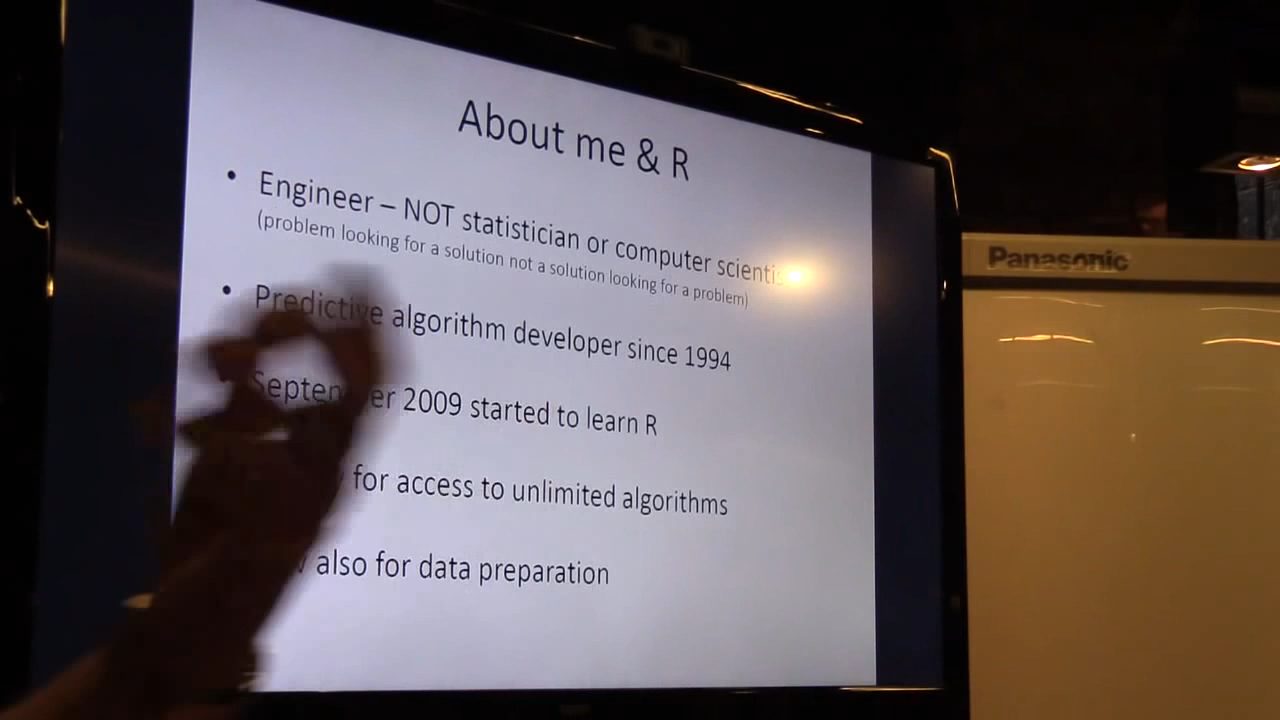 About me & R
• Engineer – NOT statistician or computer
(problem looking for a solution not a solution looking for a problem)
• Predictive algorithm developer since 1994
September 2009 started to learn R
for access to unlimited algorithms
also for data preparation
Panasonic